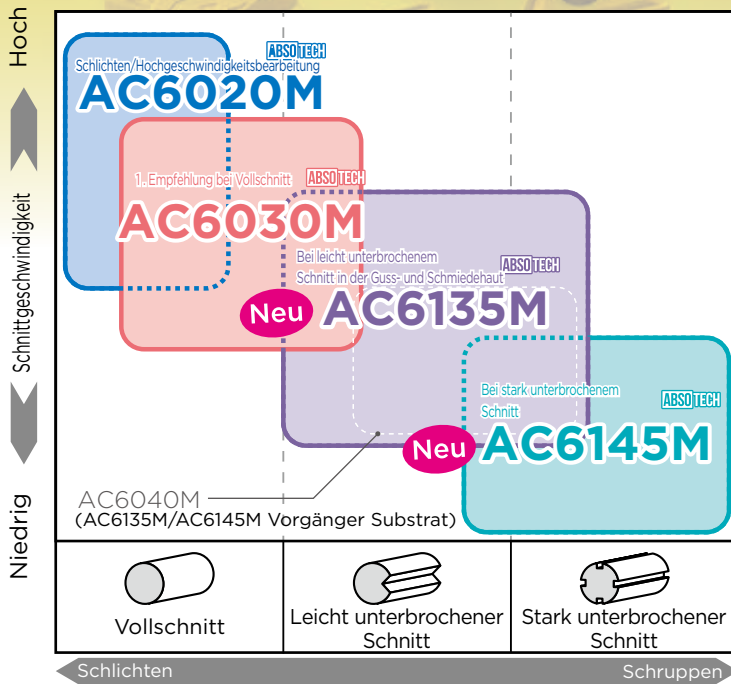 Hoch
Schnittgeschwindigkeit
Niedrig
ABSOTECH
Schlichten/Hochgeschwindigkeitsbearbeitung
AC6020M
1. Empfehlung bei Vollschnitt
ABSOTECH
AC6030M
Bei leicht unterbrochenem
Schnitt in der Guss- und Schmiedehaut
ABSOTECH
Neu
AC6135M
Bei stark unterbrochenem
Schnitt
ABSOTECH
Neu
AC6145M
AC6040M
(AC6135M/AC6145M Vorgänger Substrat)
Vollschnitt
Leicht unterbrochener
Schnitt
Stark unterbrochener
Schnitt
Schlichten
Schruppen